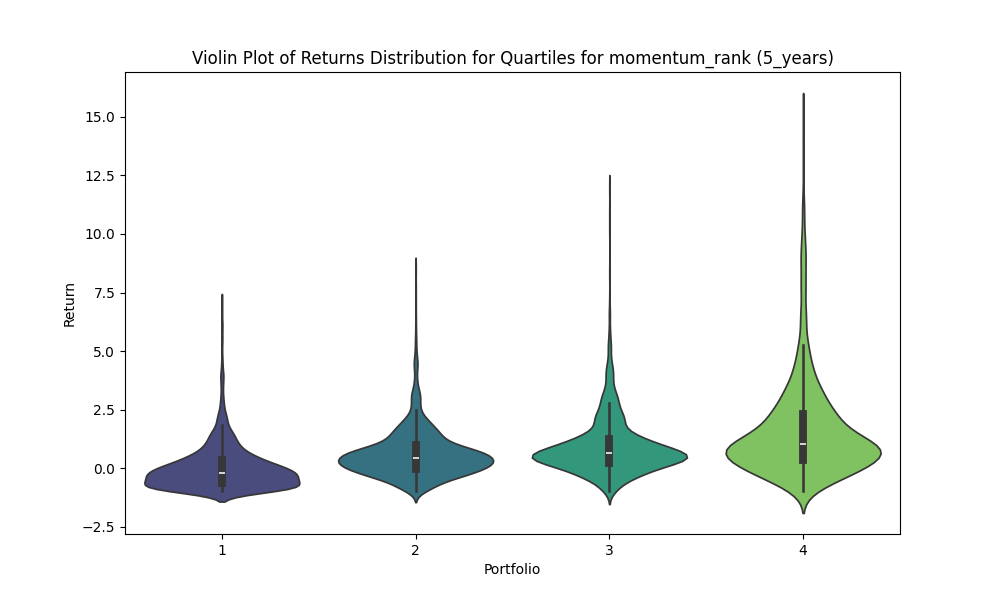 Violin Plot of Returns Distribution for Quartiles for momentum_rank (5_years)
15.0
12.5
10.0
7.5
5.0
2.5
0.0
−2.5
Return
1 2 3 4
Portfolio